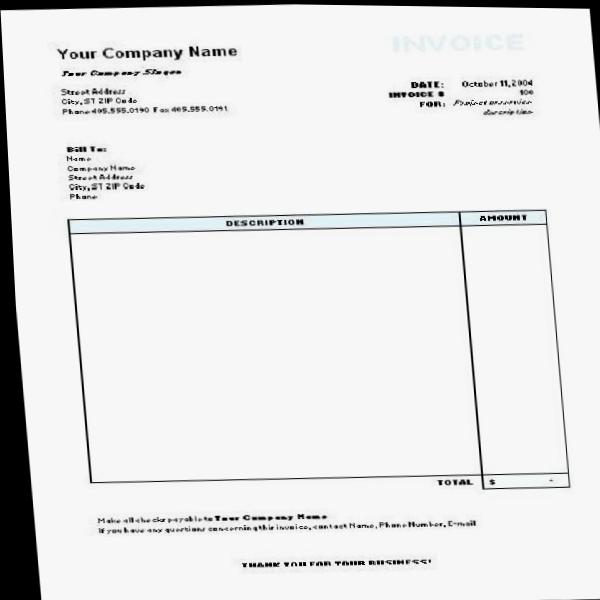 INVOICE
Your Company Name
Your Company Slogan
Street Address
City, ST ZIP Code
Phone 405.555.0190 Fax 405.555.0191
DATE: October 11, 2004
INVOICE # 100
FOR: Project or service
description
Bill To:
Name
Company Name
Street Address
City, ST ZIP Code
Phone
DESCRIPTION AMOUNT
TOTAL $ -
Make all checks payable to Your Company Name
If you have any questions concerning this invoice, contact Name, Phone Number, E-mail
THANK YOU FOR YOUR BUSINESS!